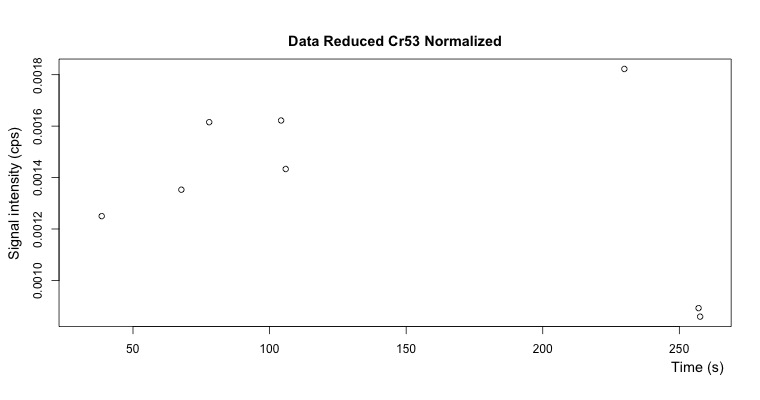 Data Reduced Cr53 Normalized
Signal intensity (cps)
0.0018
0.0016
0.0014
0.0012
0.0010
50 100 150 200 250
Time (s)